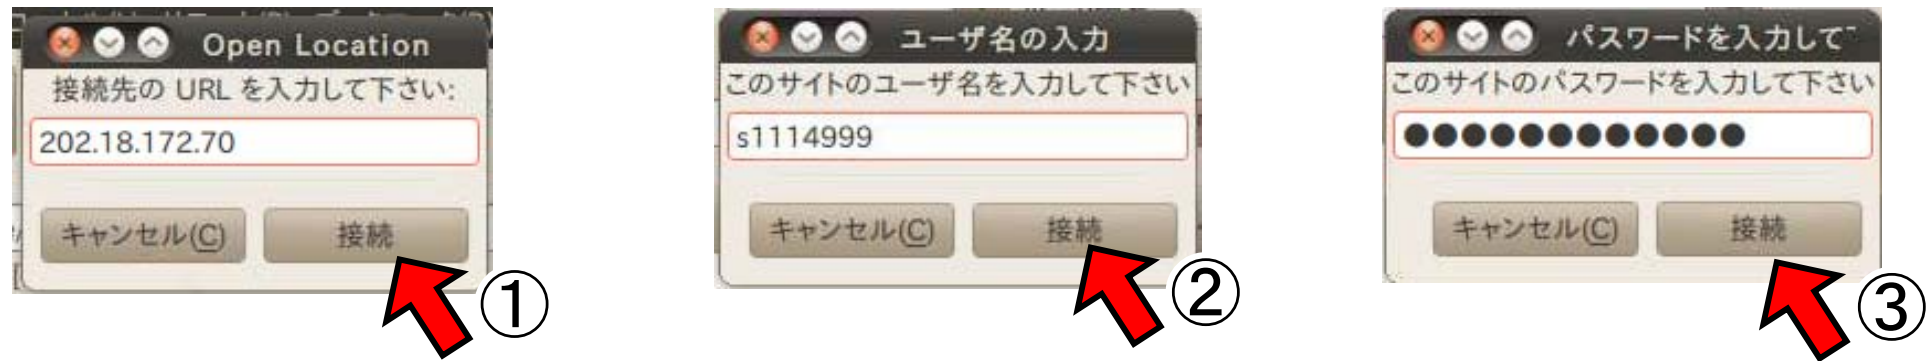 Open Location
接続先の URL を入力して下さい:
202.18.172.70
キャンセル(C)
接続
①
ユーザ名の入力
このサイトのユーザ名を入力して下さい
s1114999
キャンセル(C)
接続
②
パスワードを入力して
このサイトのパスワードを入力して下さい
●●●●●●●●●●●●
キャンセル(C)
接続
③